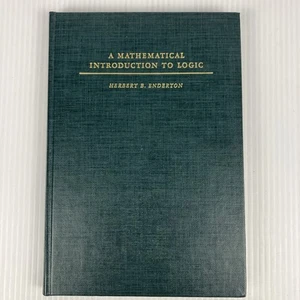 A MATHEMATICAL
INTRODUCTION TO LOGIC
HERBERT B. ENDERTON